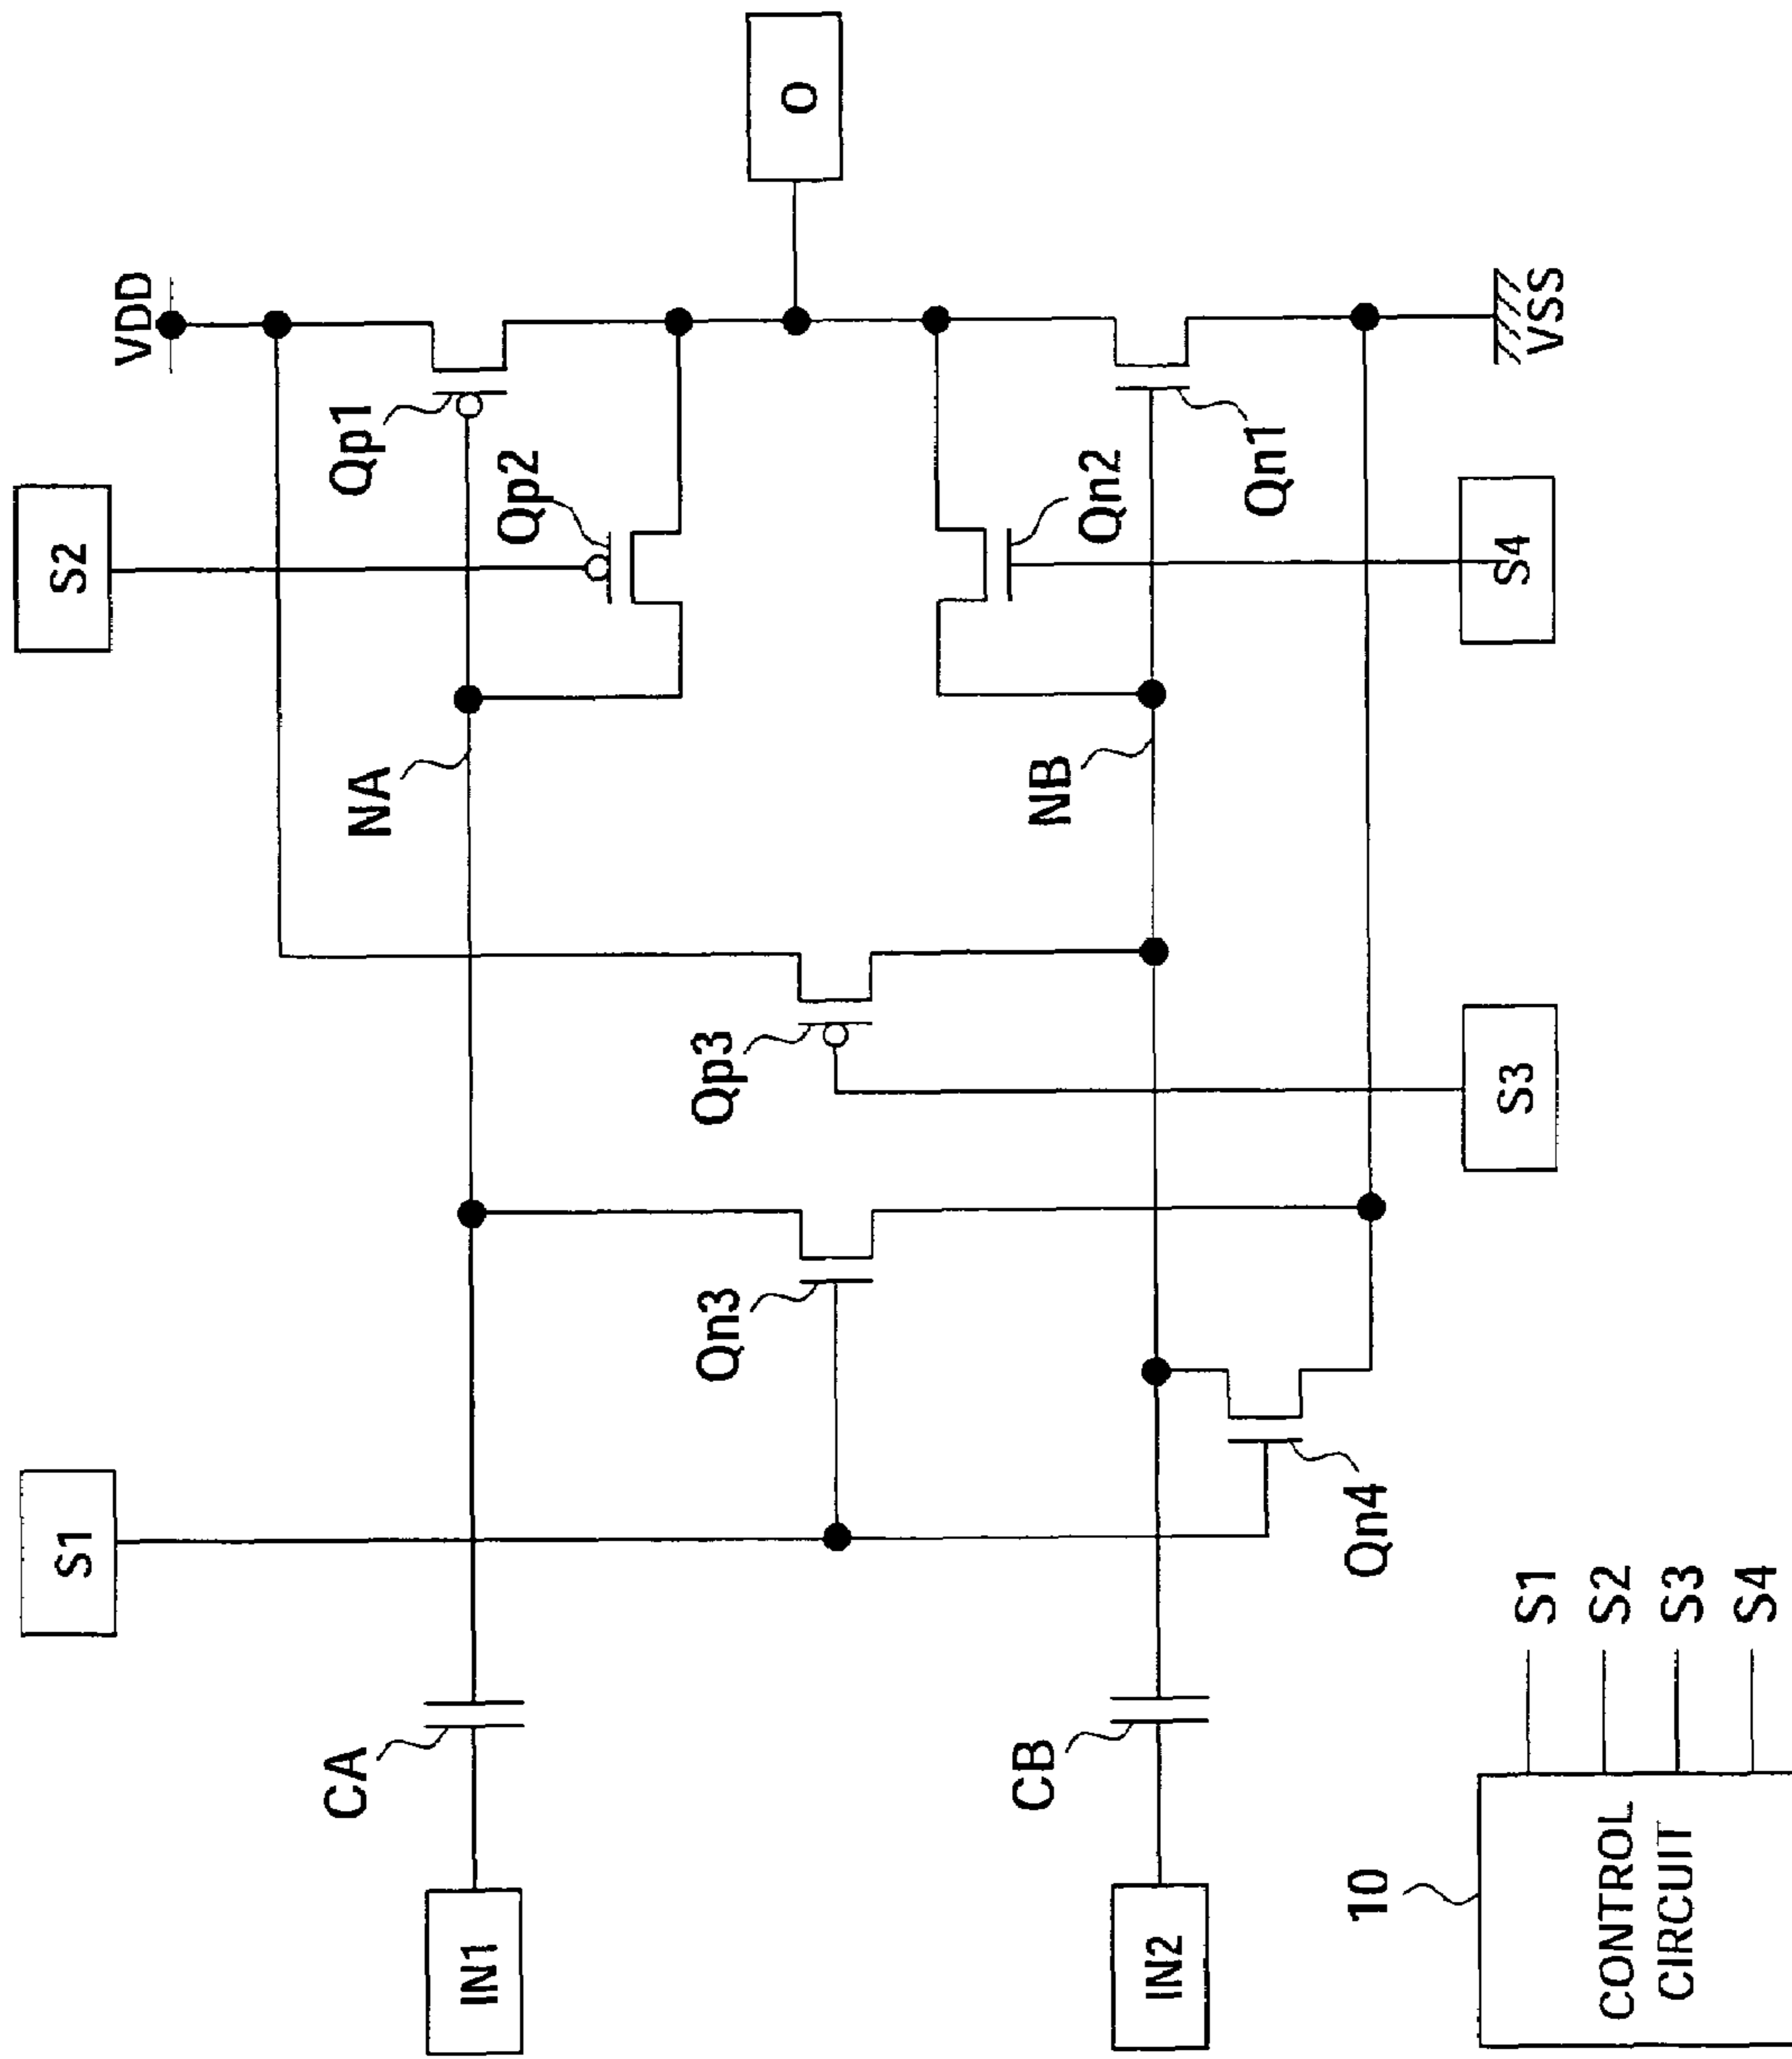 S2
VDD
Qp1
Qp2
O
NA
S1
Qp3
Qn3
Qn2
CA
NB
Qn1
IN1
CB
Qn4
S3
S4
VSS
IN2
10
CONTROL
CIRCUIT
S1
S2
S3
S4